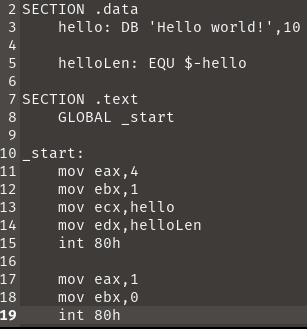 2 SECTION .data
3     hello: DB 'Hello world!',10
4
5     helloLen: EQU $-hello
6
7 SECTION .text
8     GLOBAL _start
9
10 _start:
11     mov eax,4
12     mov ebx,1
13     mov ecx,hello
14     mov edx,helloLen
15     int 80h
16
17     mov eax,1
18     mov ebx,0
19     int 80h